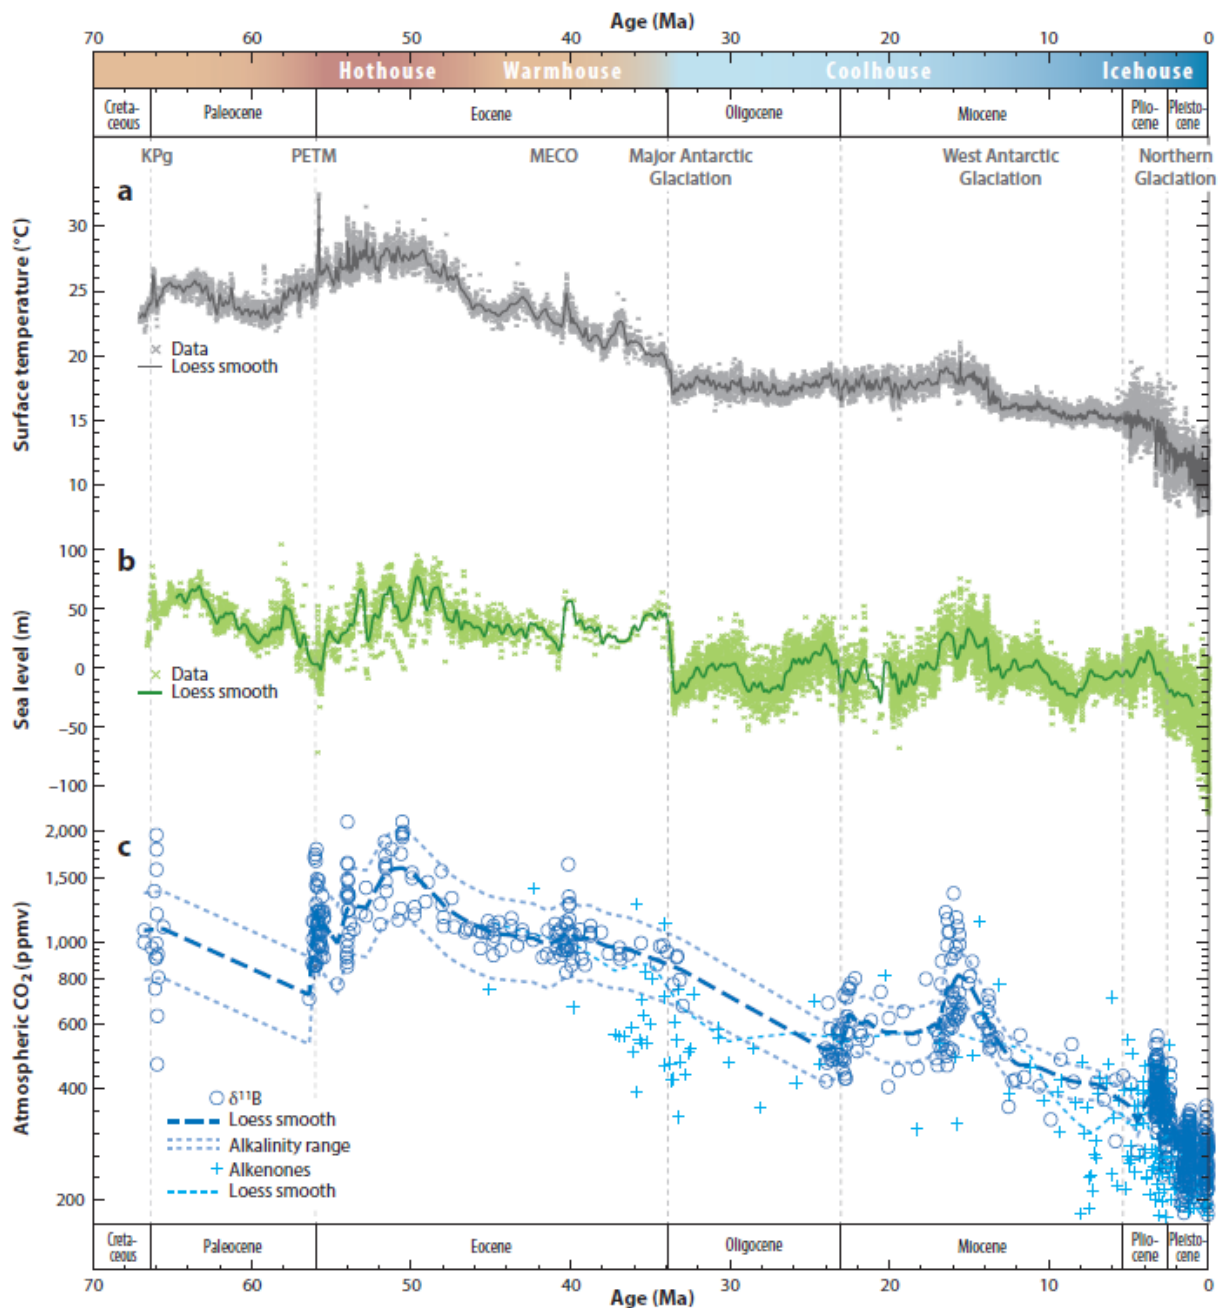 Age (Ma)
70 60 50 40 30 20 10 0
Hothouse Warmhouse Coolhouse Icehouse
Creta-
ceous
Paleocene
Eocene
Oligocene
Miocene
Plio-
cene
Pleisto-
cene
KPg
PETM
MECO
Major Antarctic
Glaciation
West Antarctic
Glaciation
Northern
Glaciation
a
Surface temperature (°C)
30
25
20
15
10
Data
Loess smooth
b
Sea level (m)
100
50
0
−50
−100
Data
Loess smooth
c
Atmospheric CO₂ (ppmv)
2,000
1,500
1,000
800
600
400
200
δ¹¹B
Loess smooth
Alkalinity range
Alkenones
Loess smooth
Creta-
ceous
Paleocene
Eocene
Oligocene
Miocene
Plio-
cene
Pleisto-
cene
70 60 50 40 30 20 10 0
Age (Ma)